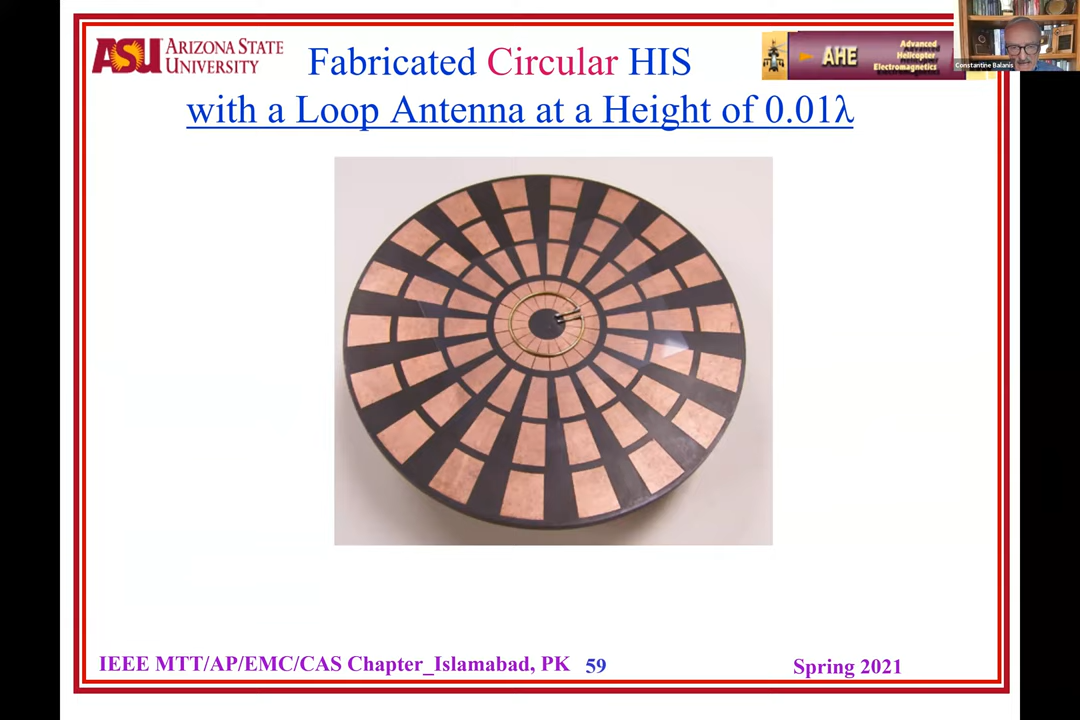 ASU ARIZONA STATE
UNIVERSITY
Fabricated Circular HIS
with a Loop Antenna at a Height of 0.01λ
AHE
Advanced
Helicopter
Electromagnetics
Constantine Balanis
IEEE MTT/AP/EMC/CAS Chapter_Islamabad, PK 59
Spring 2021